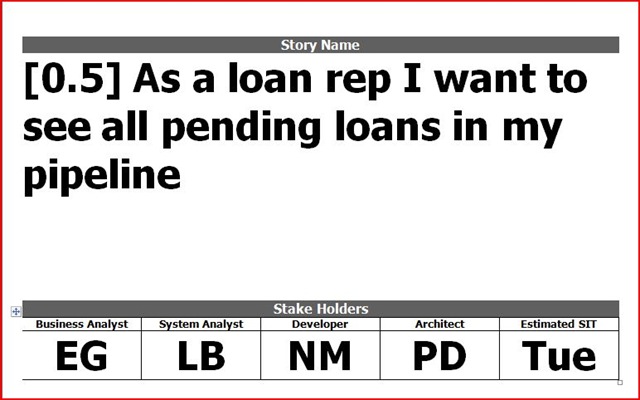 Story Name
[0.5] As a loan rep I want to
see all pending loans in my
pipeline
Stake Holders
Business Analyst System Analyst Developer Architect Estimated SIT
EG LB NM PD Tue